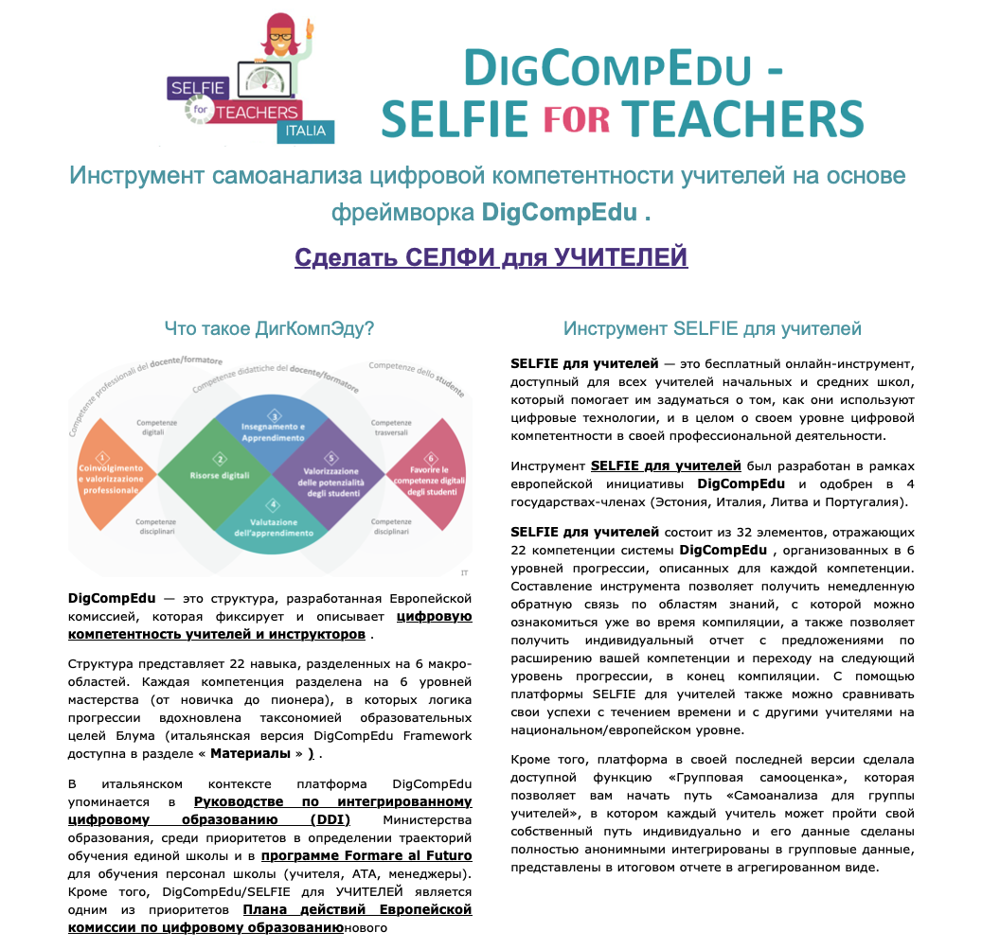 SELFIE
for
TEACHERS
ITALIA
DIGCOMPEDU -
SELFIE FOR TEACHERS
Инструмент самоанализа цифровой компетентности учителей на основе
фреймворка DigCompEdu .
Сделать СЕЛФИ для УЧИТЕЛЕЙ
Что такое ДигКомпЭду?
Competenze professionali del docente/formatore
Competenze didattiche del docente/formatore
Competenze dello studente
Competenze
digitali
Competenze
trasversali
1
Coinvolgimento
e valorizzazione
professionale
2
Risorse digitali
3
Insegnamento e
Apprendimento
4
Valutazione
dell'apprendimento
5
Valorizzazione
delle potenzialità
degli studenti
6
Favorire le
competenze digitali
degli studenti
Competenze
disciplinari
Competenze
disciplinari
IT
DigCompEdu — это структура, разработанная Европейской
комиссией, которая фиксирует и описывает цифровую
компетентность учителей и инструкторов .
Структура представляет 22 навыка, разделенных на 6 макро-
областей. Каждая компетенция разделена на 6 уровней
мастерства (от новичка до пионера), в которых логика
прогрессии вдохновлена таксономией образовательных
целей Блума (итальянская версия DigCompEdu Framework
доступна в разделе « Материалы » ) .
В итальянском контексте платформа DigCompEdu
упоминается в Руководстве по интегрированному
цифровому образованию (DDI) Министерства
образования, среди приоритетов в определении траекторий
обучения единой школы и в программе Formare al Futuro
для обучения персонал школы (учителя, АТА, менеджеры).
Кроме того, DigCompEdu/SELFIE для УЧИТЕЛЕЙ является
одним из приоритетов Плана действий Европейской
комиссии по цифровому образованиюнового
Инструмент SELFIE для учителей
SELFIE для учителей — это бесплатный онлайн-инструмент,
доступный для всех учителей начальных и средних школ,
который помогает им задуматься о том, как они используют
цифровые технологии, и в целом о своем уровне цифровой
компетентности в своей профессиональной деятельности.
Инструмент SELFIE для учителей был разработан в рамках
европейской инициативы DigCompEdu и одобрен в 4
государствах-членах (Эстония, Италия, Литва и Португалия).
SELFIE для учителей состоит из 32 элементов, отражающих
22 компетенции системы DigCompEdu , организованных в 6
уровней прогрессии, описанных для каждой компетенции.
Составление инструмента позволяет получить немедленную
обратную связь по областям знаний, с которой можно
ознакомиться уже во время компиляции, а также позволяет
получить индивидуальный отчет с предложениями по
расширению вашей компетенции и переходу на следующий
уровень прогрессии, в конец компиляции. С помощью
платформы SELFIE для учителей также можно сравнивать
свои успехи с течением времени и с другими учителями на
национальном/европейском уровне.
Кроме того, платформа в своей последней версии сделала
доступной функцию «Групповая самооценка», которая
позволяет вам начать путь «Самоанализа для группы
учителей», в котором каждый учитель может пройти свой
собственный путь индивидуально и его данные сделаны
полностью анонимными интегрированы в групповые данные,
представлены в итоговом отчете в агрегированном виде.